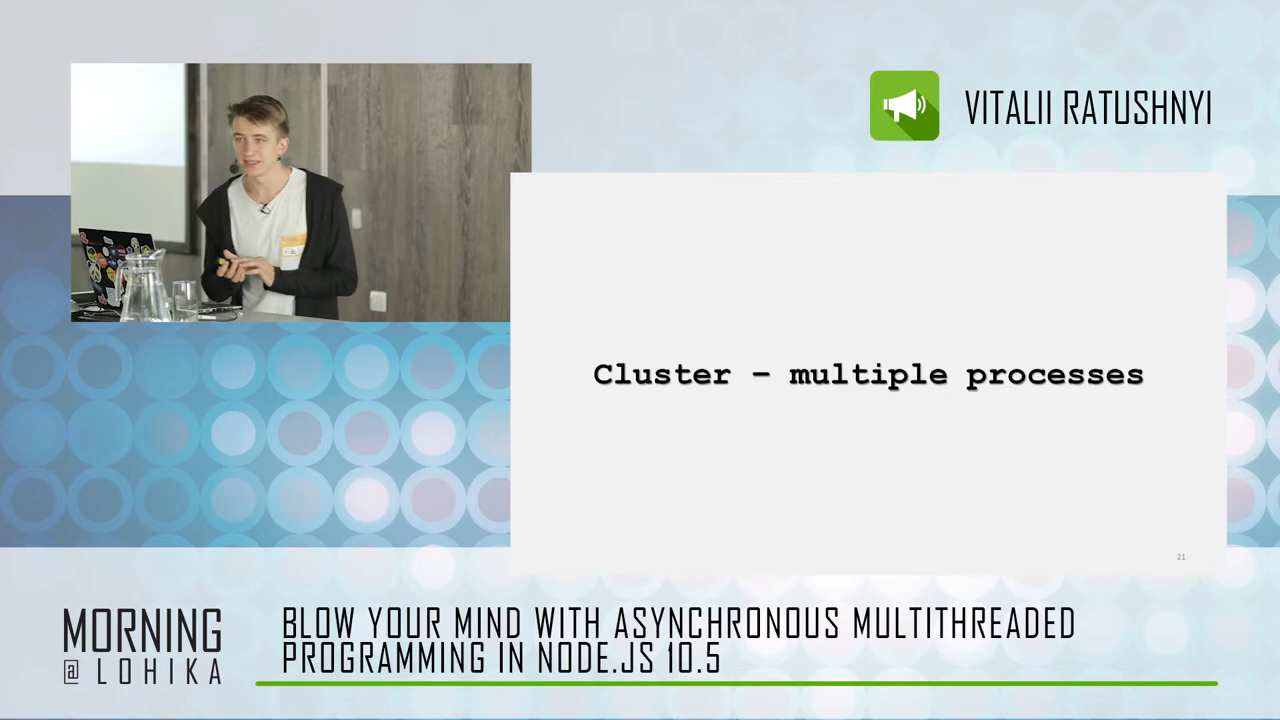 VITALII RATUSHNYI
Cluster – multiple processes
21
MORNING
@ LOHIKA
BLOW YOUR MIND WITH ASYNCHRONOUS MULTITHREADED
PROGRAMMING IN NODE.JS 10.5